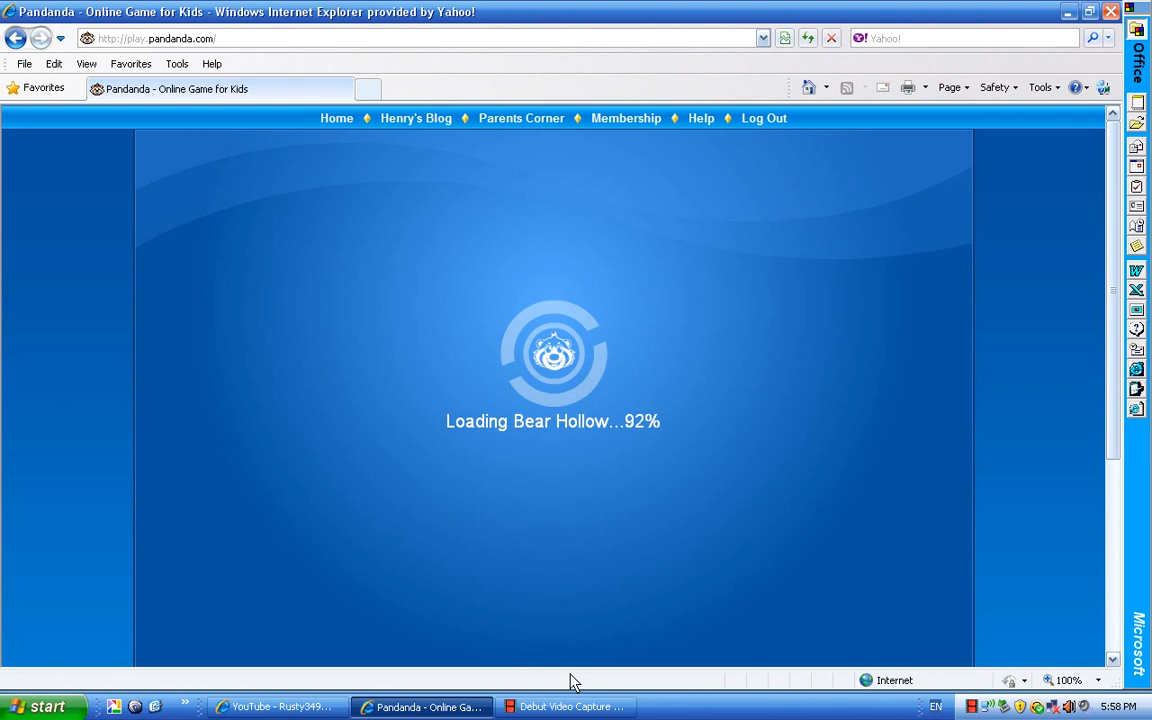 Pandanda - Online Game for Kids - Windows Internet Explorer provided by Yahoo!
http://play.pandanda.com/
Yahoo!
File Edit View Favorites Tools Help
Favorites
Pandanda - Online Game for Kids
Page Safety Tools
Home Henry's Blog Parents Corner Membership Help Log Out
Loading Bear Hollow...92%
Office
Microsoft
Internet
100%
start
YouTube - Rusty349...
Pandanda - Online Ga...
Debut Video Capture ...
EN
5:58 PM